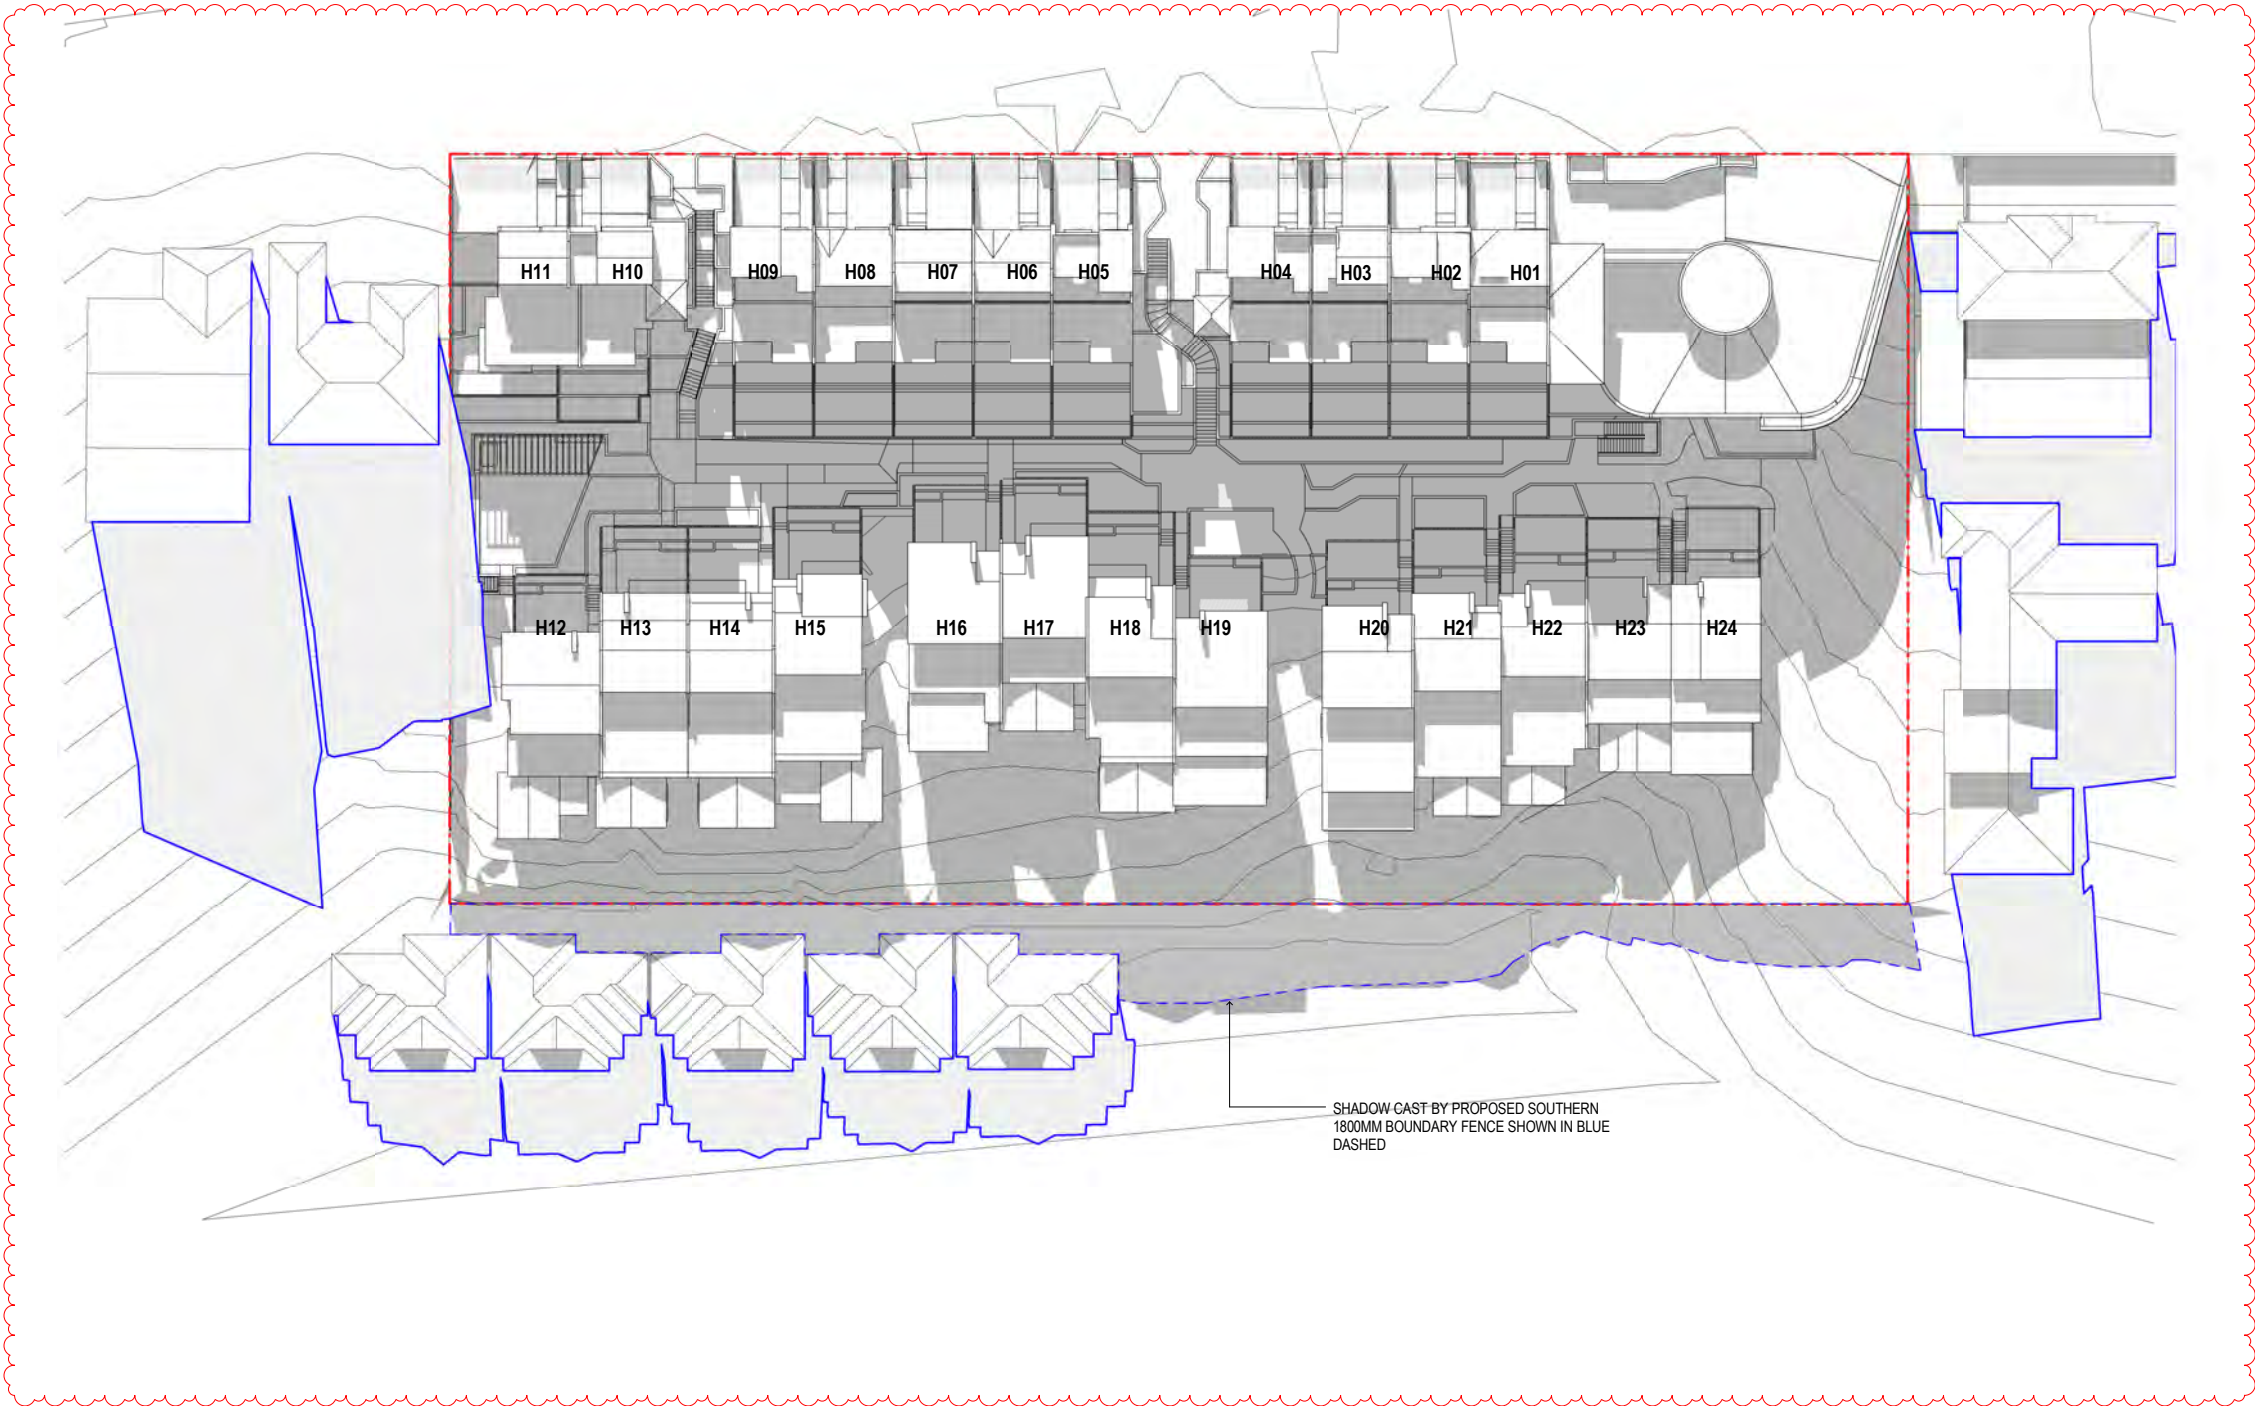 H11 H10 H09 H08 H07 H06 H05 H04 H03 H02 H01
H12 H13 H14 H15 H16 H17 H18 H19 H20 H21 H22 H23 H24
SHADOW CAST BY PROPOSED SOUTHERN
1800MM BOUNDARY FENCE SHOWN IN BLUE
DASHED